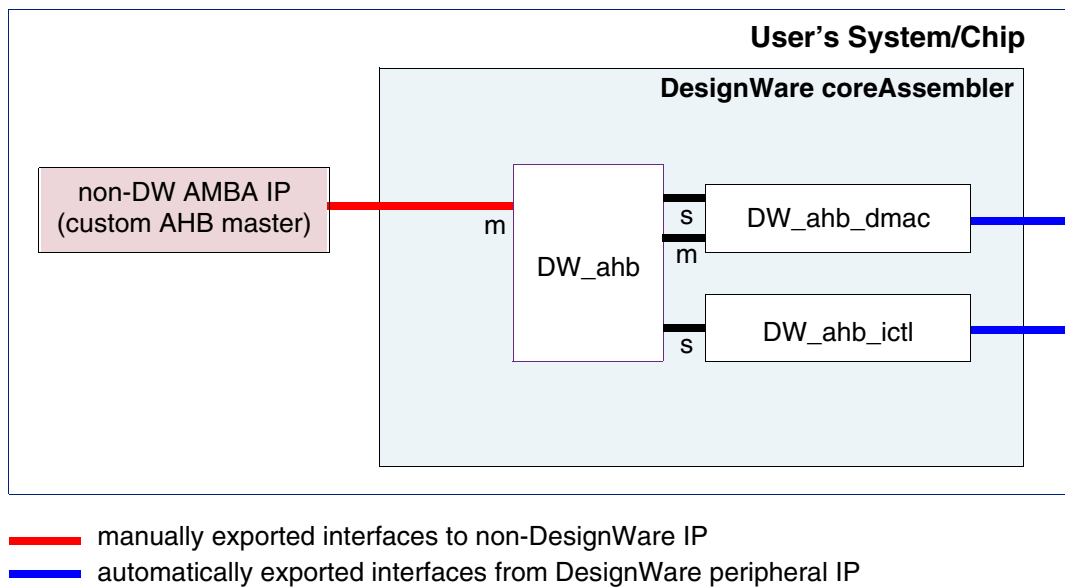 User's System/Chip
DesignWare coreAssembler
non-DW AMBA IP
(custom AHB master)
m
DW_ahb
s
m
s
DW_ahb_dmac
DW_ahb_ictl
manually exported interfaces to non-DesignWare IP
automatically exported interfaces from DesignWare peripheral IP